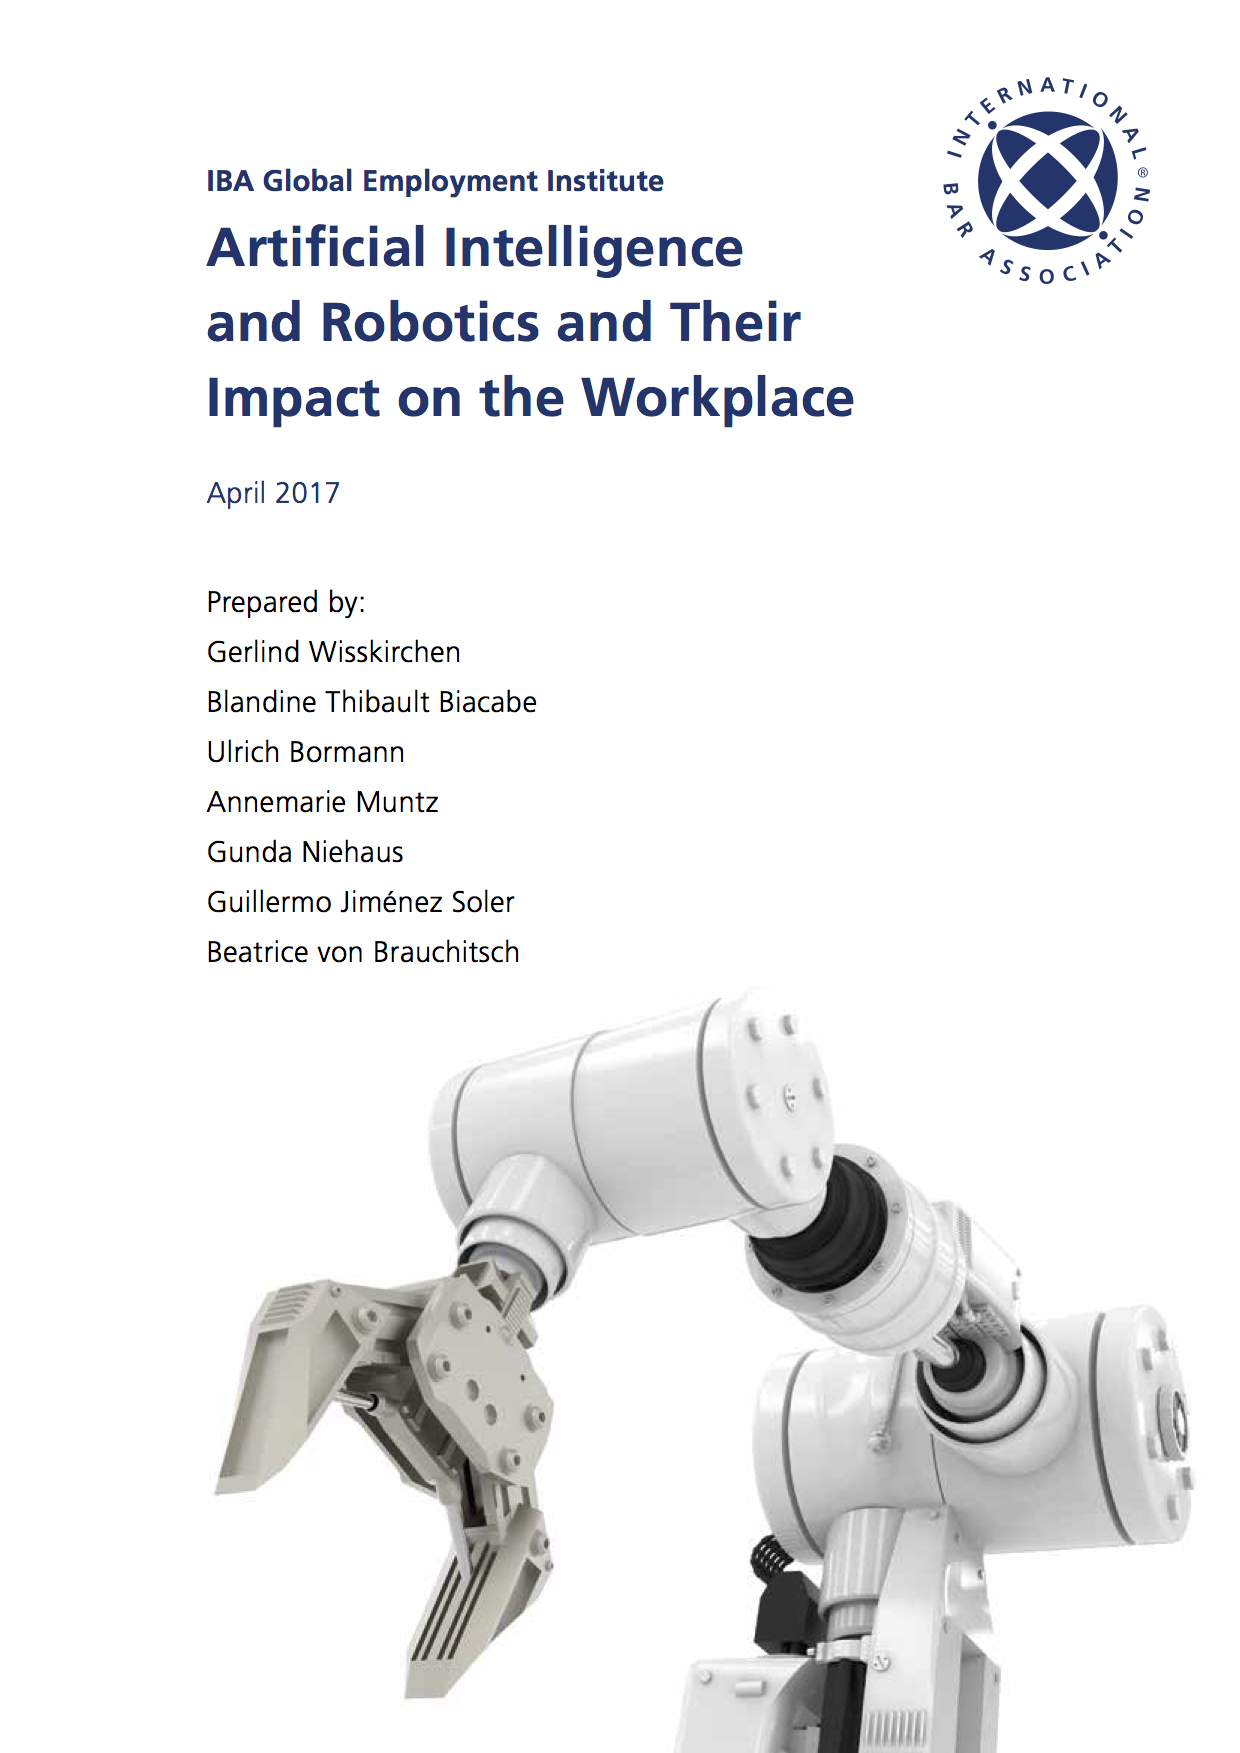 INTERNATIONAL®
BAR ASSOCIATION
IBA Global Employment Institute
Artificial Intelligence
and Robotics and Their
Impact on the Workplace
April 2017
Prepared by:
Gerlind Wisskirchen
Blandine Thibault Biacabe
Ulrich Bormann
Annemarie Muntz
Gunda Niehaus
Guillermo Jiménez Soler
Beatrice von Brauchitsch